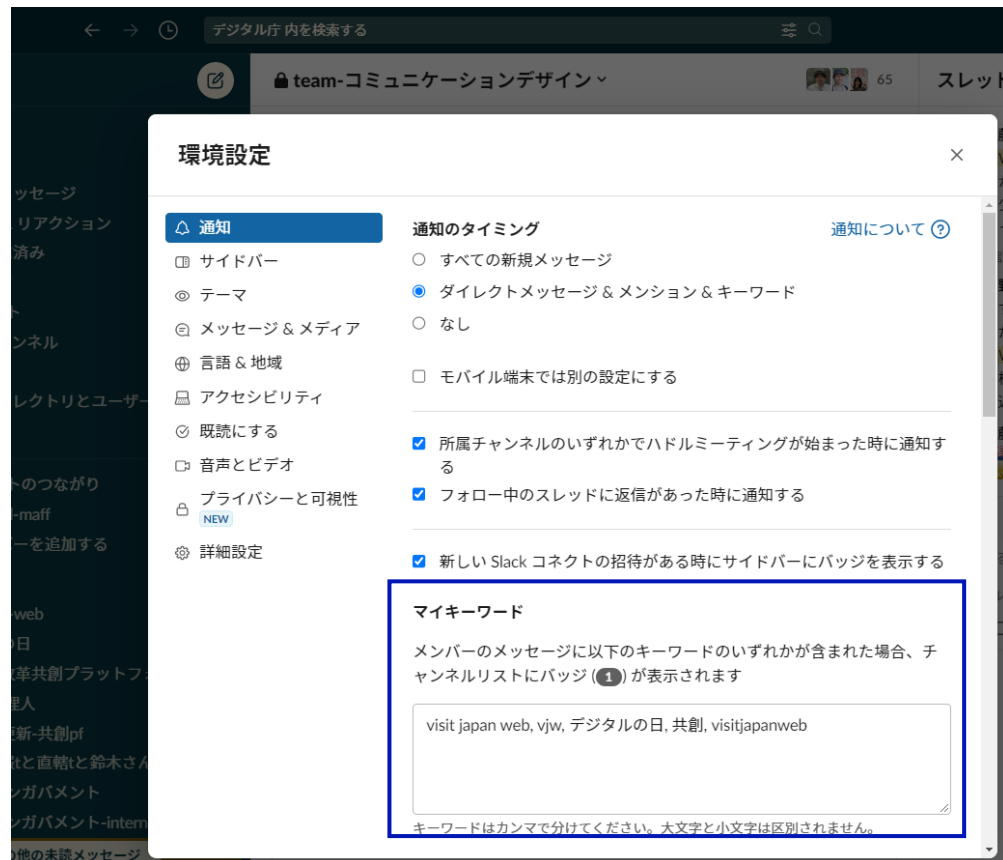 デジタル庁 内を検索する
team-コミュニケーションデザイン
65
スレッ
ッセージ
リアクション
済み
ンネル
レクトリとユーザー
トのつながり
-maff
ーを追加する
-web
日
革共創プラットフ
理人
更新-共創pf
tと直轄tと鈴木さん
ンガバメント
ンガバメント-intern
の他の未読メッセージ
環境設定
通知
サイドバー
テーマ
メッセージ & メディア
言語 & 地域
アクセシビリティ
既読にする
音声とビデオ
プライバシーと可視性
NEW
詳細設定
通知のタイミング
通知について
すべての新規メッセージ
ダイレクトメッセージ & メンション & キーワード
なし
モバイル端末では別の設定にする
所属チャンネルのいずれかでハドルミーティングが始まった時に通知す
る
フォロー中のスレッドに返信があった時に通知する
新しい Slack コネクトの招待がある時にサイドバーにバッジを表示する
マイキーワード
メンバーのメッセージに以下のキーワードのいずれかが含まれた場合、チ
ャンネルリストにバッジ (1) が表示されます
visit japan web, vjw, デジタルの日, 共創, visitjapanweb
キーワードはカンマで分けてください。大文字と小文字は区別されません。